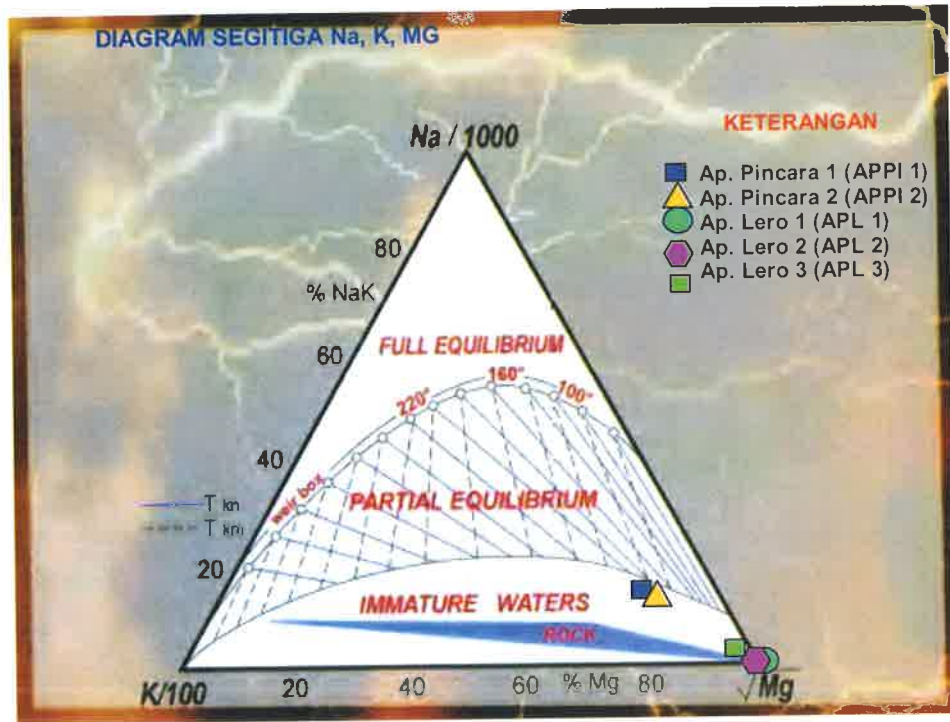 DIAGRAM SEGITIGA Na, K, MG
Na / 1000
KETERANGAN
Ap. Pincara 1 (APPI 1)
Ap. Pincara 2 (APPI 2)
Ap. Lero 1 (APL 1)
Ap. Lero 2 (APL 2)
Ap. Lero 3 (APL 3)
80
% NaK
60
FULL EQUILIBRIUM
220° 160° 100°
40
weir box
PARTIAL EQUILIBRIUM
T kn
T km
20
IMMATURE WATERS
ROCK
K/100 20 40 60 % Mg 80 √Mg